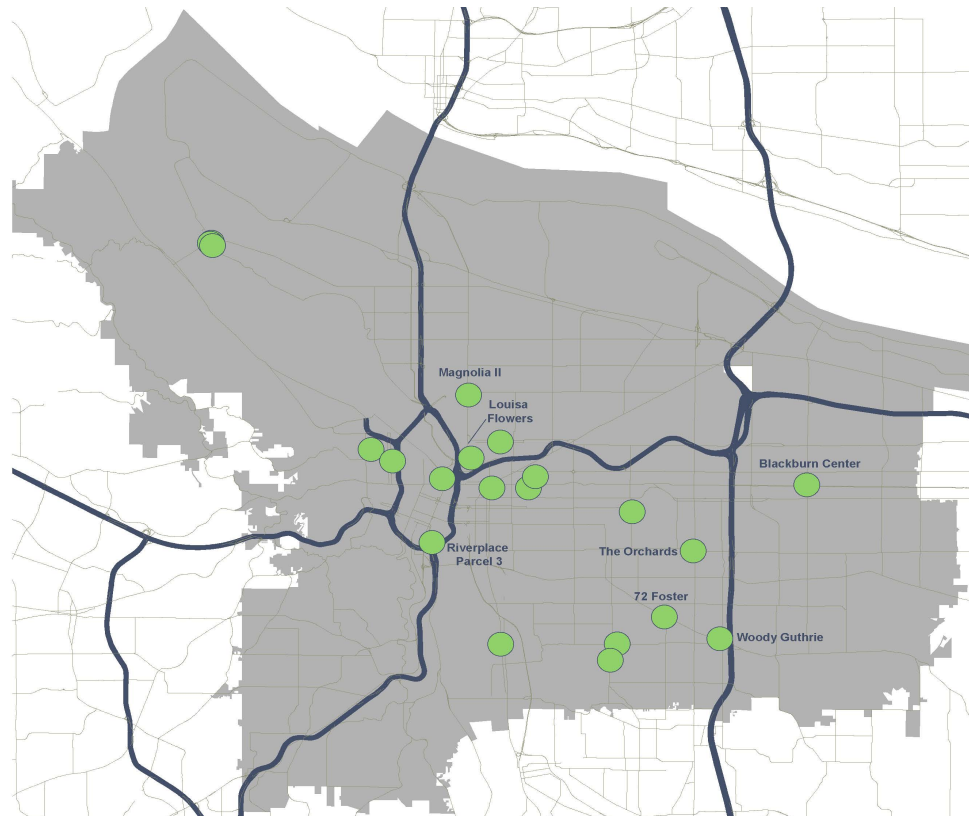 Magnolia II
Louisa
Flowers
Blackburn Center
Riverplace
Parcel 3
The Orchards
72 Foster
Woody Guthrie